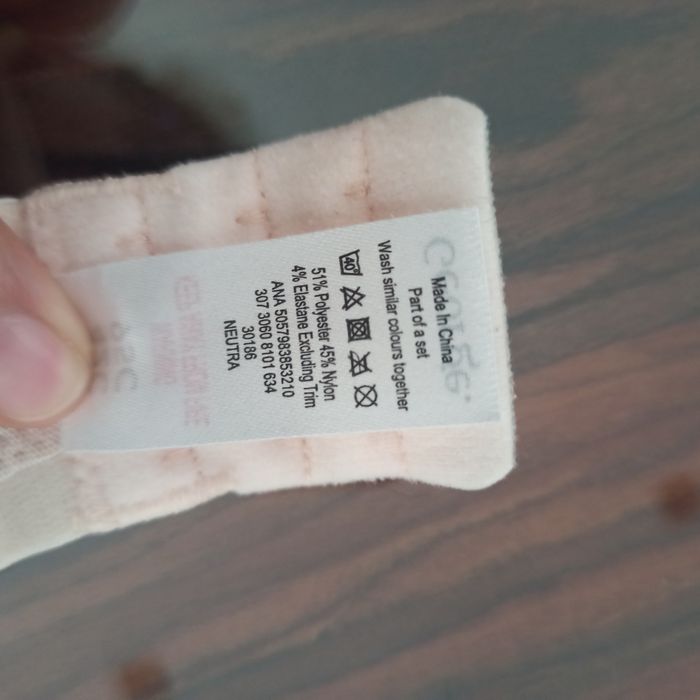 Made In China
Part of a set
Wash similar colours together
40°
51% Polyester 45% Nylon
4% Elastane Excluding Trim
ANA 5057983853210
307 3060 8101 634
30186
NEUTRA